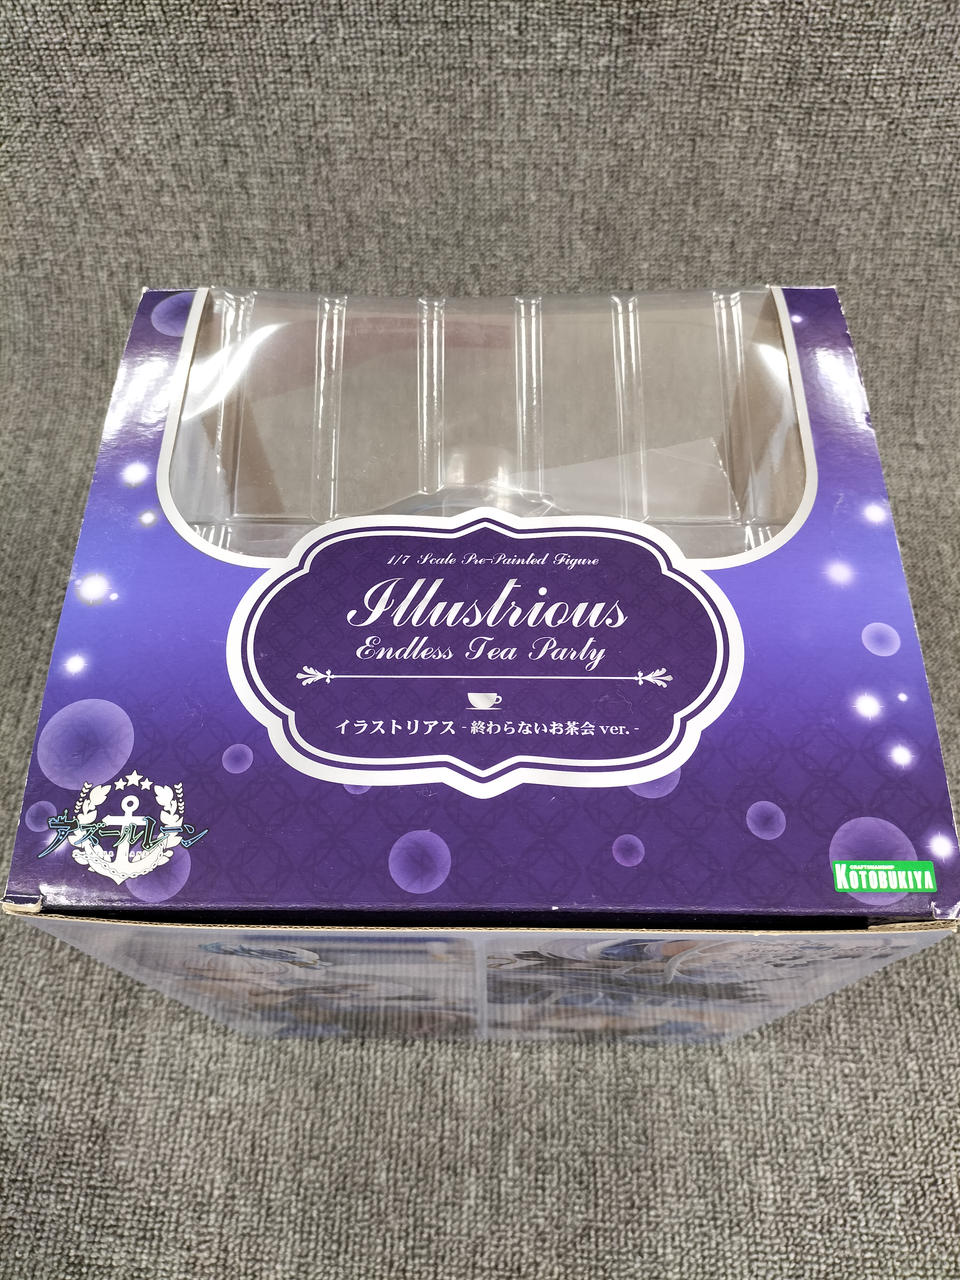 1/7 Scale Pre-Painted Figure
Illustrious
Endless Tea Party
イラストリアス - 終わらないお茶会 ver. -
アズールレーン
CRAFTSMANSHIP
KOTOBUKIYA